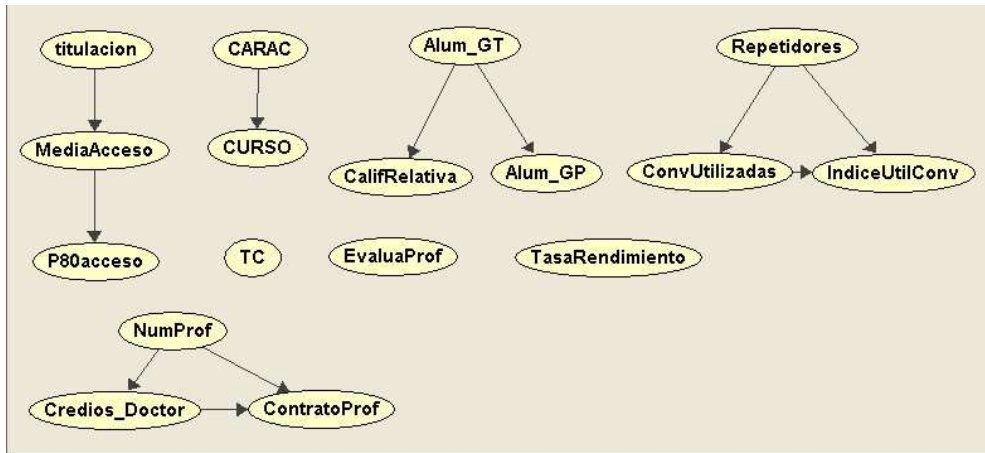 titulacion
CARAC
Alum_GT
Repetidores
MediaAcceso
CURSO
CalifRelativa
Alum_GP
ConvUtilizadas
IndiceUtilConv
P80acceso
TC
EvaluaProf
TasaRendimiento
NumProf
Credios_Doctor
ContratoProf